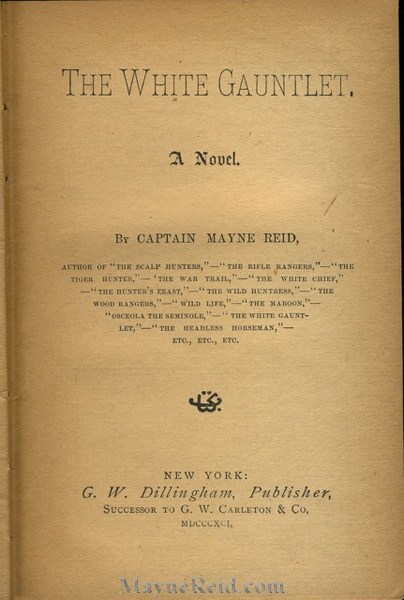 THE WHITE GAUNTLET.
A Novel.
BY CAPTAIN MAYNE REID,
AUTHOR OF "THE SCALP HUNTERS,"—"THE RIFLE RANGERS,"—"THE
TIGER HUNTER,"—'THE WAR TRAIL,"—"THE WHITE CHIEF,"
—"THE HUNTER'S FEAST,"—"THE WILD HUNTRESS,"—"THE
WOOD RANGERS,"—"WILD LIFE,"—"THE MAROON,"—
"OSCEOLA THE SEMINOLE,"—"THE WHITE GAUNT-
LET,"—"THE HEADLESS HORSEMAN,"—
ETC., ETC., ETC.
NEW YORK:
G. W. Dillingham, Publisher,
SUCCESSOR TO G. W. CARLETON & CO,
MDCCCXCI,
MayneReid.com